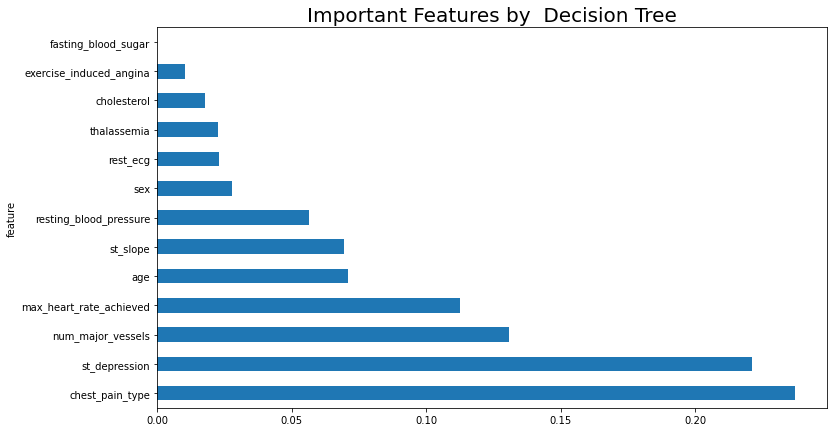 Important Features by  Decision Tree
feature
fasting_blood_sugar
exercise_induced_angina
cholesterol
thalassemia
rest_ecg
sex
resting_blood_pressure
st_slope
age
max_heart_rate_achieved
num_major_vessels
st_depression
chest_pain_type
0.00 0.05 0.10 0.15 0.20